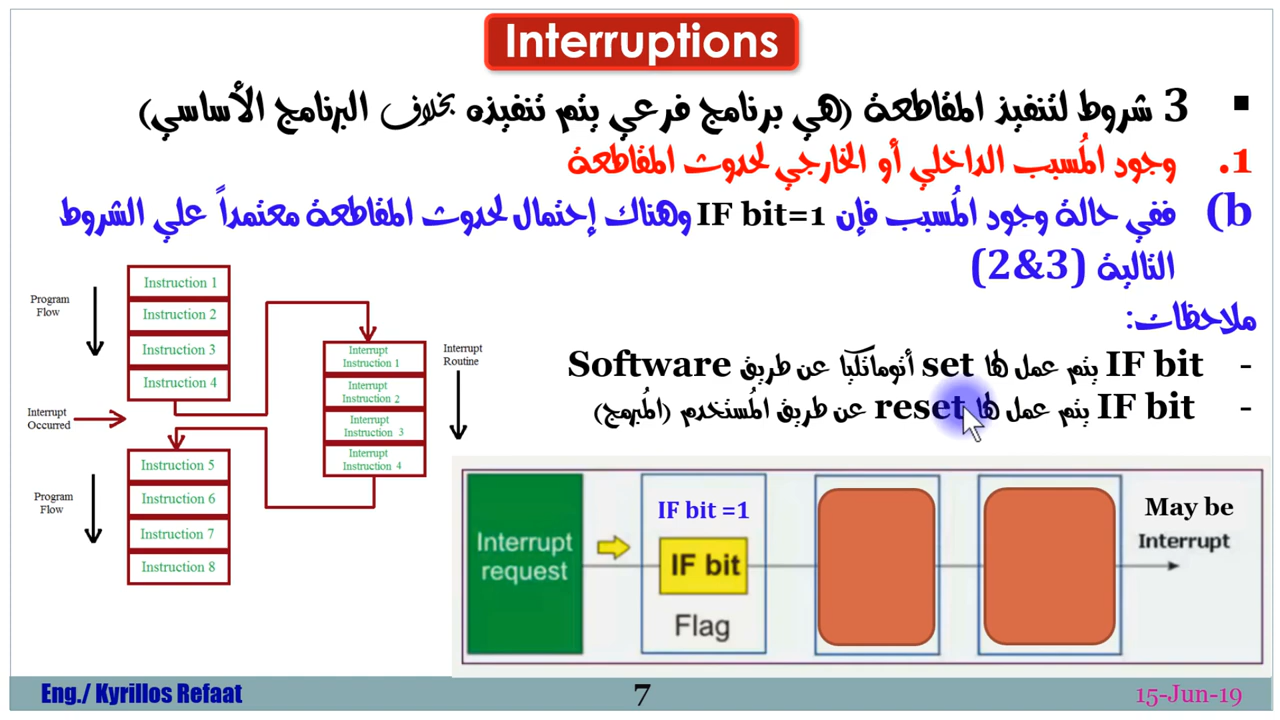 Interruptions
▪ 3 شروط لتنفيذ المقاطعة (هي برنامج فرعي يتم تنفيذه بخلاف البرنامج الأساسي)
1. وجود المُسبب الداخلي أو الخارجي لحدوث المقاطعة
b) ففي حالة وجود المُسبب فإن IF bit=1 وهناك إحتمال لحدوث المقاطعة معتمداً علي الشروط
التالية (2&3)
ملاحظات:
- IF bit يتم عمل لها set أتوماتكيا عن طريق Software
- IF bit يتم عمل لها reset عن طريق المُستخدم (المُبرمج)
Program
Flow
Instruction 1
Instruction 2
Instruction 3
Instruction 4
Interrupt
Occurred
Interrupt
Instruction 1
Interrupt
Instruction 2
Interrupt
Instruction 3
Interrupt
Instruction 4
Interrupt
Routine
Program
Flow
Instruction 5
Instruction 6
Instruction 7
Instruction 8
Interrupt
request
IF bit =1
IF bit
Flag
May be
Interrupt
Eng./ Kyrillos Refaat
7
15-Jun-19